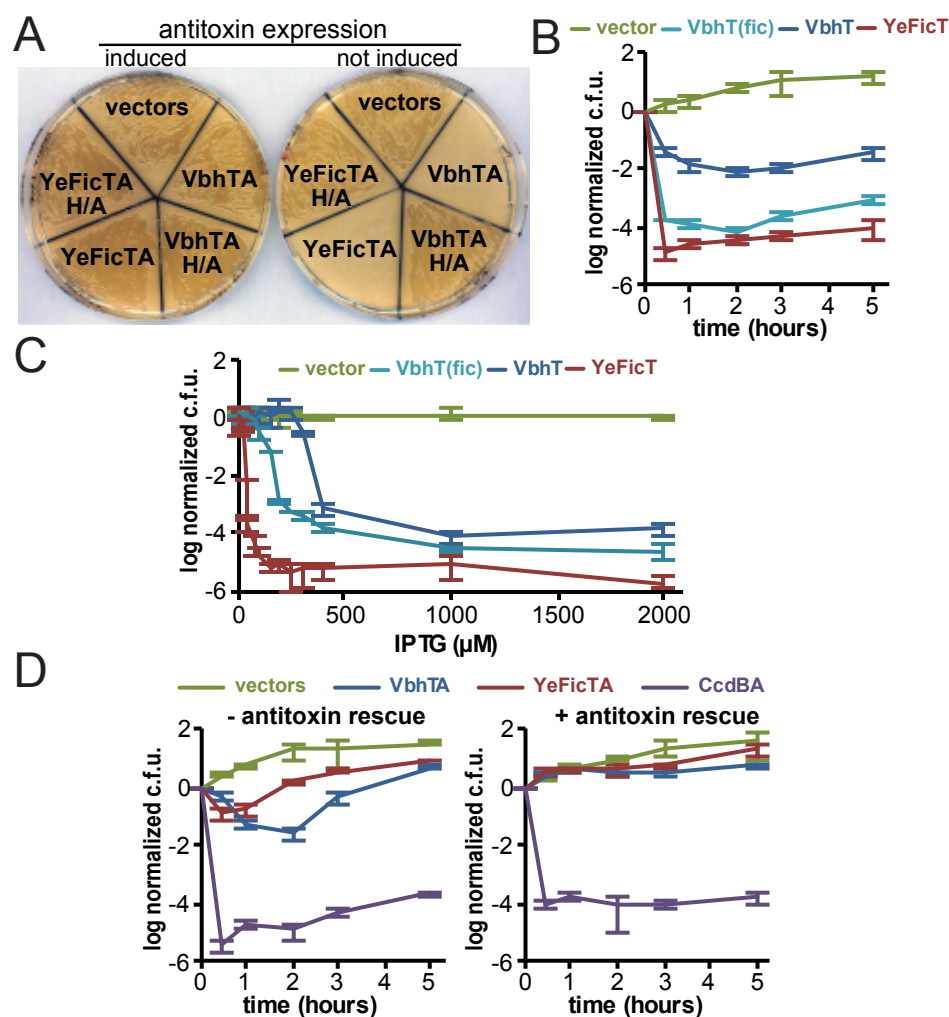 A
antitoxin expression
induced
not induced
vectors
YeFicTA
H/A
VbhTA
YeFicTA
VbhTA
H/A
vectors
YeFicTA
H/A
VbhTA
YeFicTA
VbhTA
H/A
B
vector VbhT(fic) VbhT YeFicT
log normalized c.f.u.
2
0
-2
-4
-6
0 1 2 3 4 5
time (hours)
C
vector VbhT(fic) VbhT YeFicT
log normalized c.f.u.
2
0
-2
-4
-6
0 500 1000 1500 2000
IPTG (µM)
D
vectors VbhTA YeFicTA CcdBA
- antitoxin rescue
log normalized c.f.u.
2
0
-2
-4
-6
0 1 2 3 4 5
time (hours)
+ antitoxin rescue
log normalized c.f.u.
2
0
-2
-4
-6
0 1 2 3 4 5
time (hours)